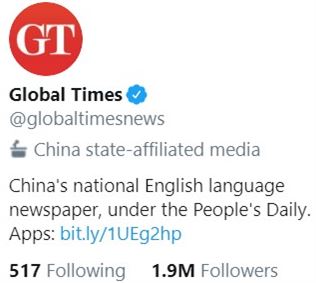 GT
Global Times
@globaltimesnews
China state-affiliated media
China's national English language
newspaper, under the People's Daily.
Apps: bit.ly/1UEg2hp
517 Following 1.9M Followers